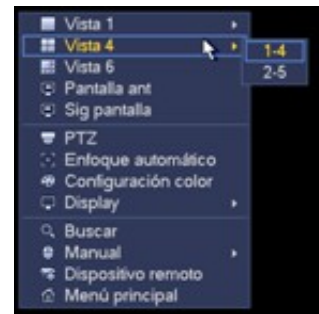 Vista 1
Vista 4
1-4
Vista 6
2-5
Pantalla ant
Sig pantalla
PTZ
Enfoque automático
Configuración color
Display
Buscar
Manual
Dispositivo remoto
Menú principal